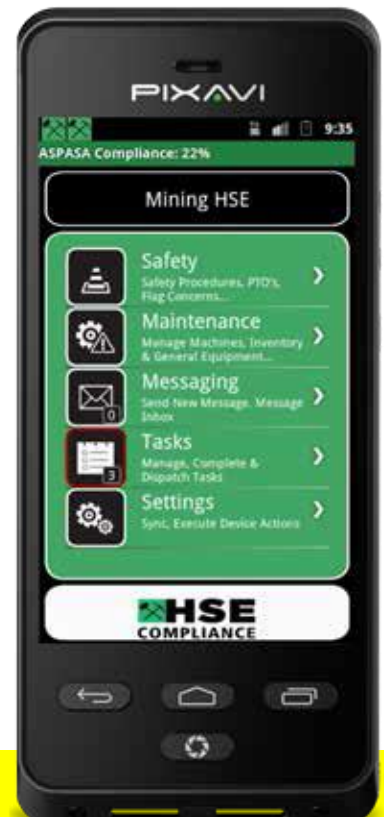 PIXAVI
9:35
ASPASA Compliance: 22%
Mining HSE
Safety
Safety Procedures, PTO's,
Flag Concerns...
Maintenance
Manage Machines, Inventory
& General Equipment...
Messaging
0
Send New Message, Message
Inbox
Tasks
3
Manage, Complete &
Dispatch Tasks
Settings
Sync, Execute Device Actions
HSE
COMPLIANCE